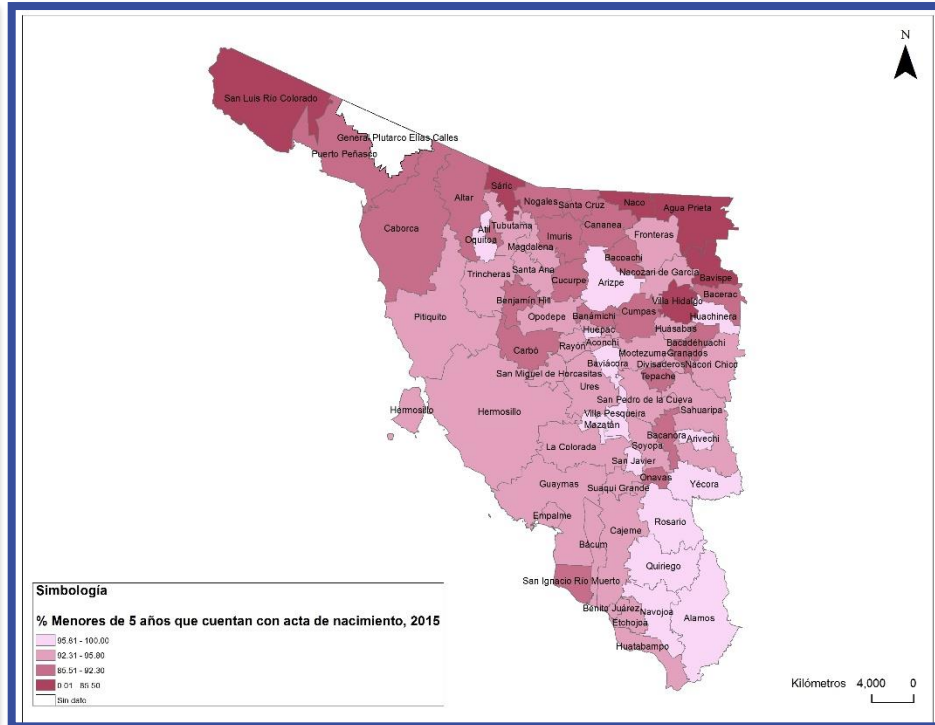 N
San Luis Río Colorado
General Plutarco Elías Calles
Puerto Peñasco
Sáric
Altar
Nogales
Santa Cruz
Naco
Agua Prieta
Caborca
Atil
Tubutama
Oquitoa
Cananea
Imuris
Fronteras
Magdalena
Bacoachi
Trincheras
Santa Ana
Cucurpe
Arizpe
Nacozari de García
Bavispe
Benjamín Hill
Villa Hidalgo
Bacerac
Pitiquito
Opodepe
Banámichi
Cumpas
Huachinera
Huépac
Huásabas
Carbó
Rayón
Aconchi
Bacadéhuachi
Moctezuma
Granados
Baviácora
Divisaderos
Nácori Chico
San Miguel de Horcasitas
Tepache
Ures
Hermosillo
Hermosillo
San Pedro de la Cueva
Sahuaripa
Villa Pesqueira
Mazatán
Bacanora
Arivechi
La Colorada
Soyopa
San Javier
Onavas
Yécora
Guaymas
Suaqui Grande
Rosario
Empalme
Cajeme
Bácum
Quiriego
San Ignacio Río Muerto
Benito Juárez
Navojoa
Alamos
Etchojoa
Huatabampo
Simbología
% Menores de 5 años que cuentan con acta de nacimiento, 2015
95.81 - 100.00
92.31 - 95.80
85.51 - 92.30
0.01 85.50
Sin dato
Kilómetros 4,000 0